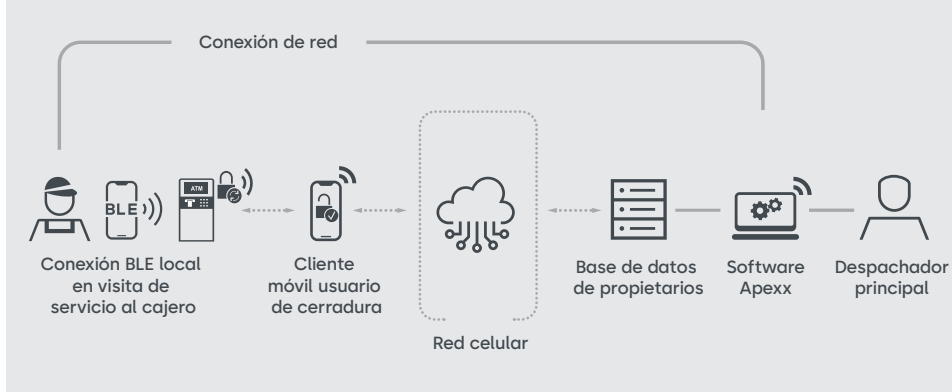 Conexión de red
BLE
ATM
Conexión BLE local
en visita de
servicio al cajero
Cliente
móvil usuario
de cerradura
Red celular
Base de datos
de propietarios
Software
Apexx
Despachador
principal